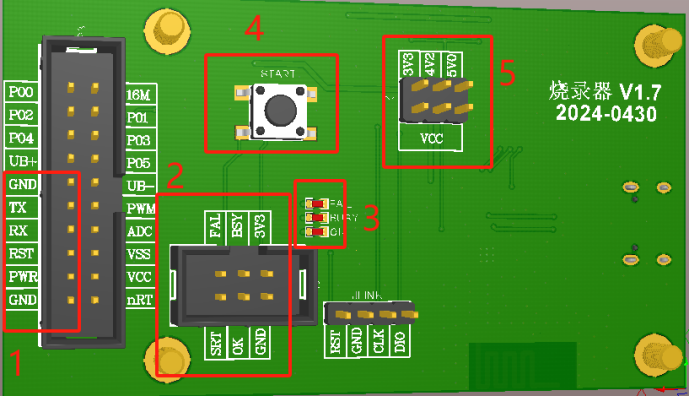 4
START
3V3
4V2
5V0
5
烧录器 V1.7
2024-0430
VCC
P00
16M
P02
P01
P04
P03
UB+
P05
GND
UB-
TX
PWM
RX
ADC
RST
VSS
PWR
VCC
GND
nRT
1
2
FAL
BSY
3V3
SRT
OK
GND
FAL
BUSY
3
JLINK
RST
GND
CLK
DIO